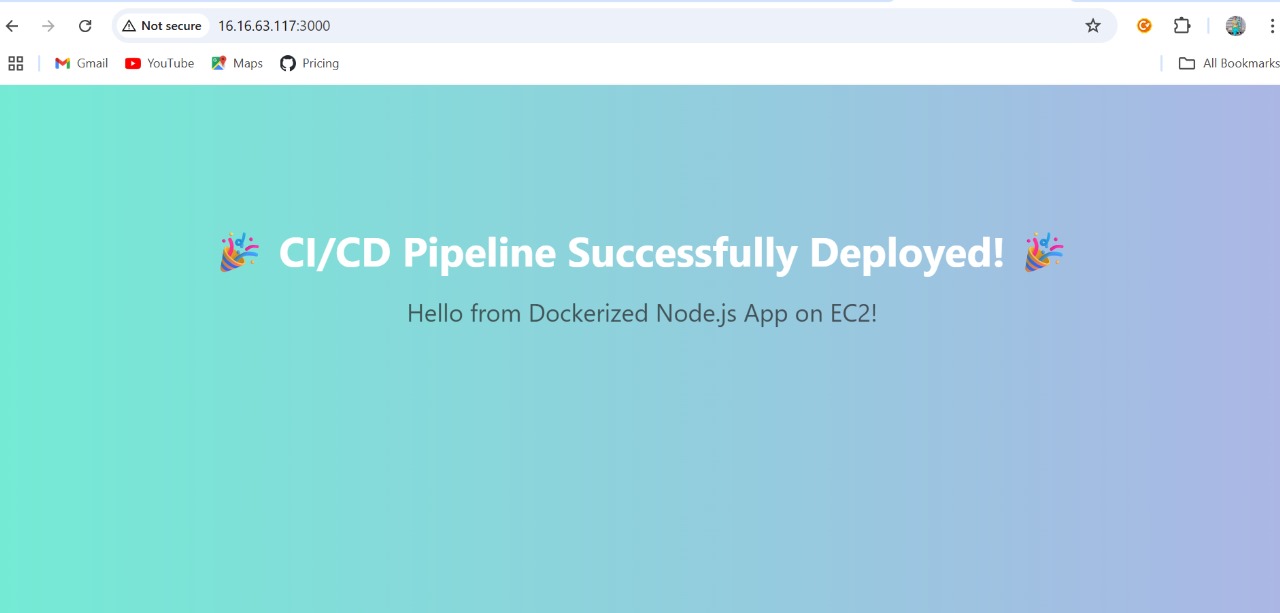 Not secure 16.16.63.117:3000
Gmail YouTube Maps Pricing All Bookmarks
🎉 CI/CD Pipeline Successfully Deployed! 🎉
Hello from Dockerized Node.js App on EC2!